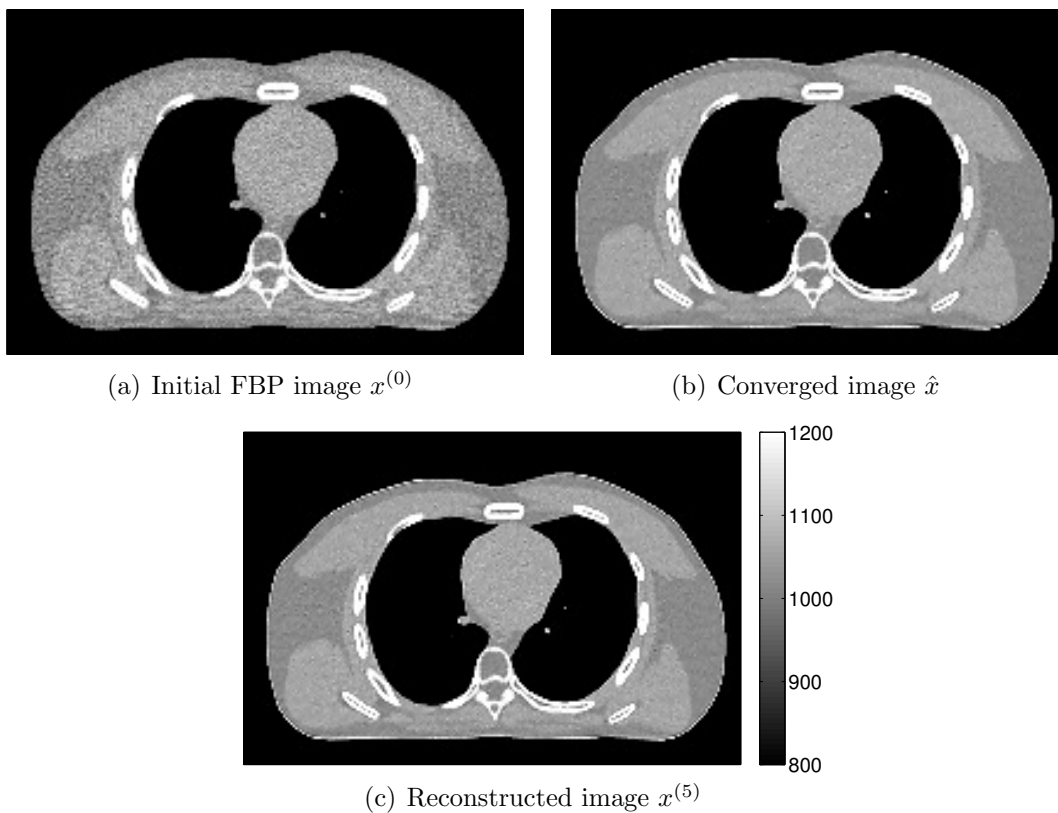 (a) Initial FBP image x^{(0)}
(b) Converged image x̂
1200
1100
1000
900
800
(c) Reconstructed image x^{(5)}